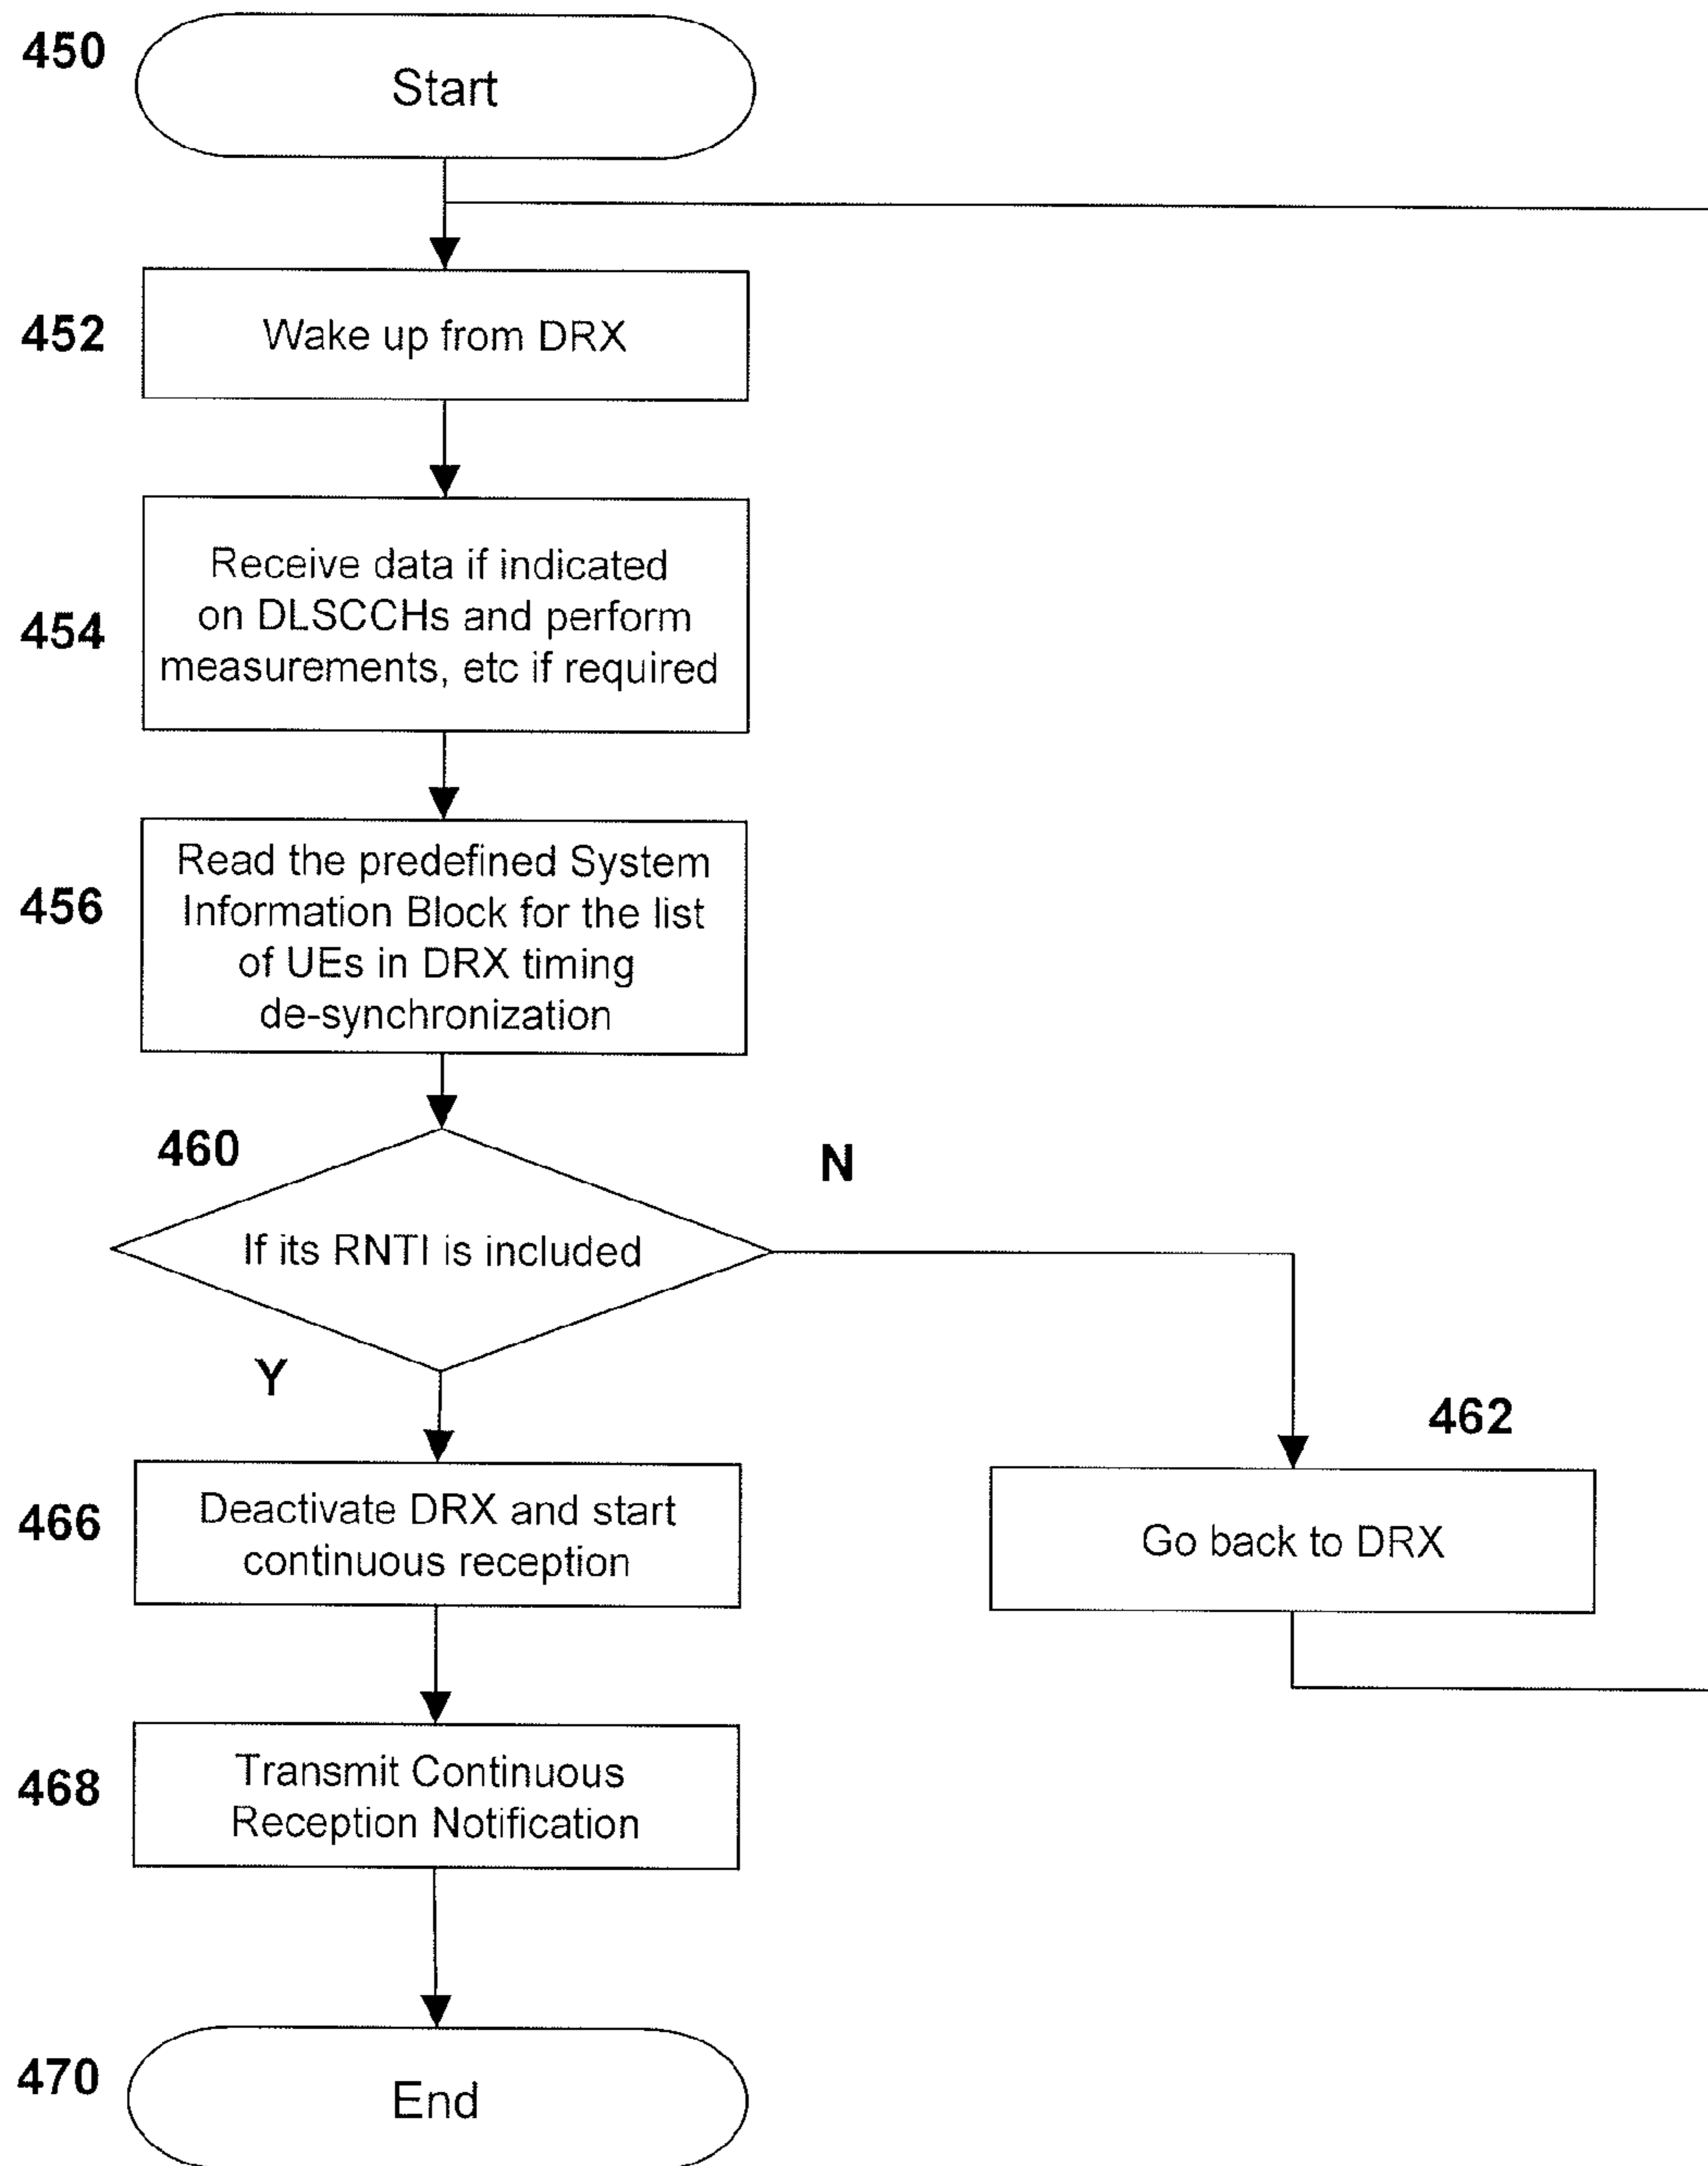 450
Start
452
Wake up from DRX
454
Receive data if indicated
on DLSCCHs and perform
measurements, etc if required
456
Read the predefined System
Information Block for the list
of UEs in DRX timing
de-synchronization
460
If its RNTI is included
N
Y
462
Go back to DRX
466
Deactivate DRX and start
continuous reception
468
Transmit Continuous
Reception Notification
470
End